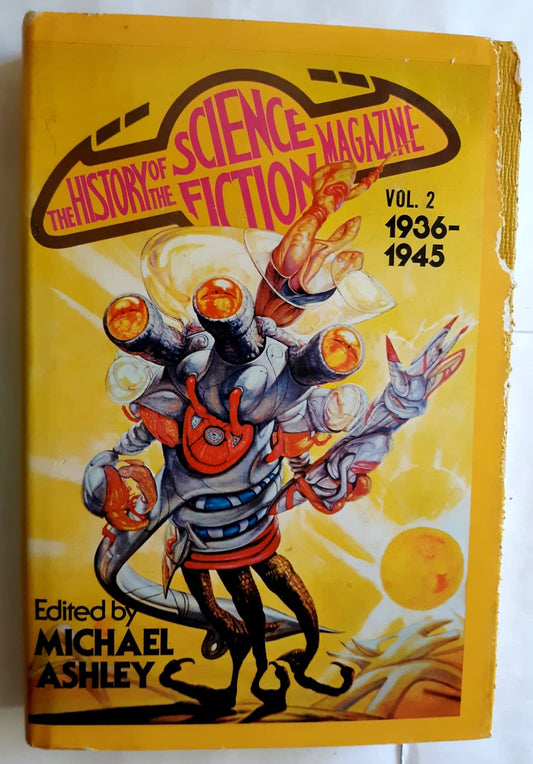 THE HISTORY OF THE SCIENCE FICTION MAGAZINE
VOL. 2
1936-
1945
Edited by
MICHAEL
ASHLEY